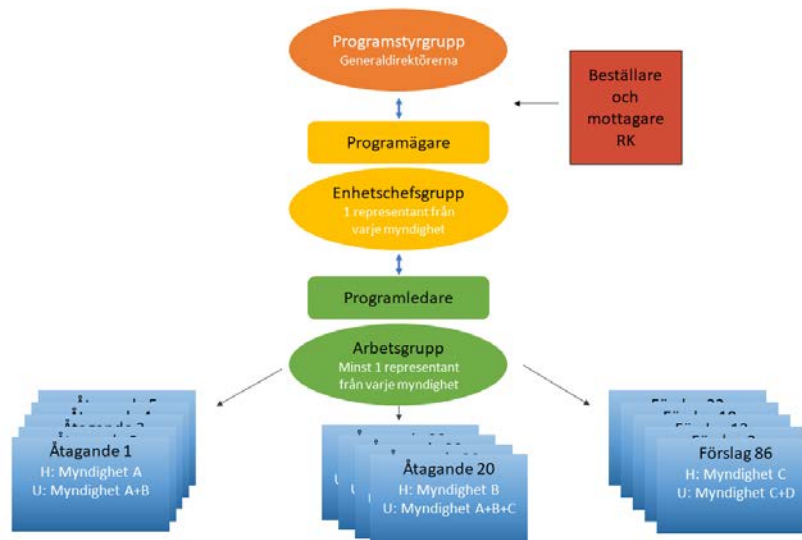 Programstyrgrupp
Generaldirektörerna
Beställare
och
mottagare
RK
Programägare
Enhetschefsgrupp
1 representant från
varje myndighet
Programledare
Arbetsgrupp
Minst 1 representant
från varje myndighet
Åtagande 1
H: Myndighet A
U: Myndighet A+B
Åtagande 20
H: Myndighet B
U: Myndighet A+B+C
Förslag 86
H: Myndighet C
U: Myndighet C+D